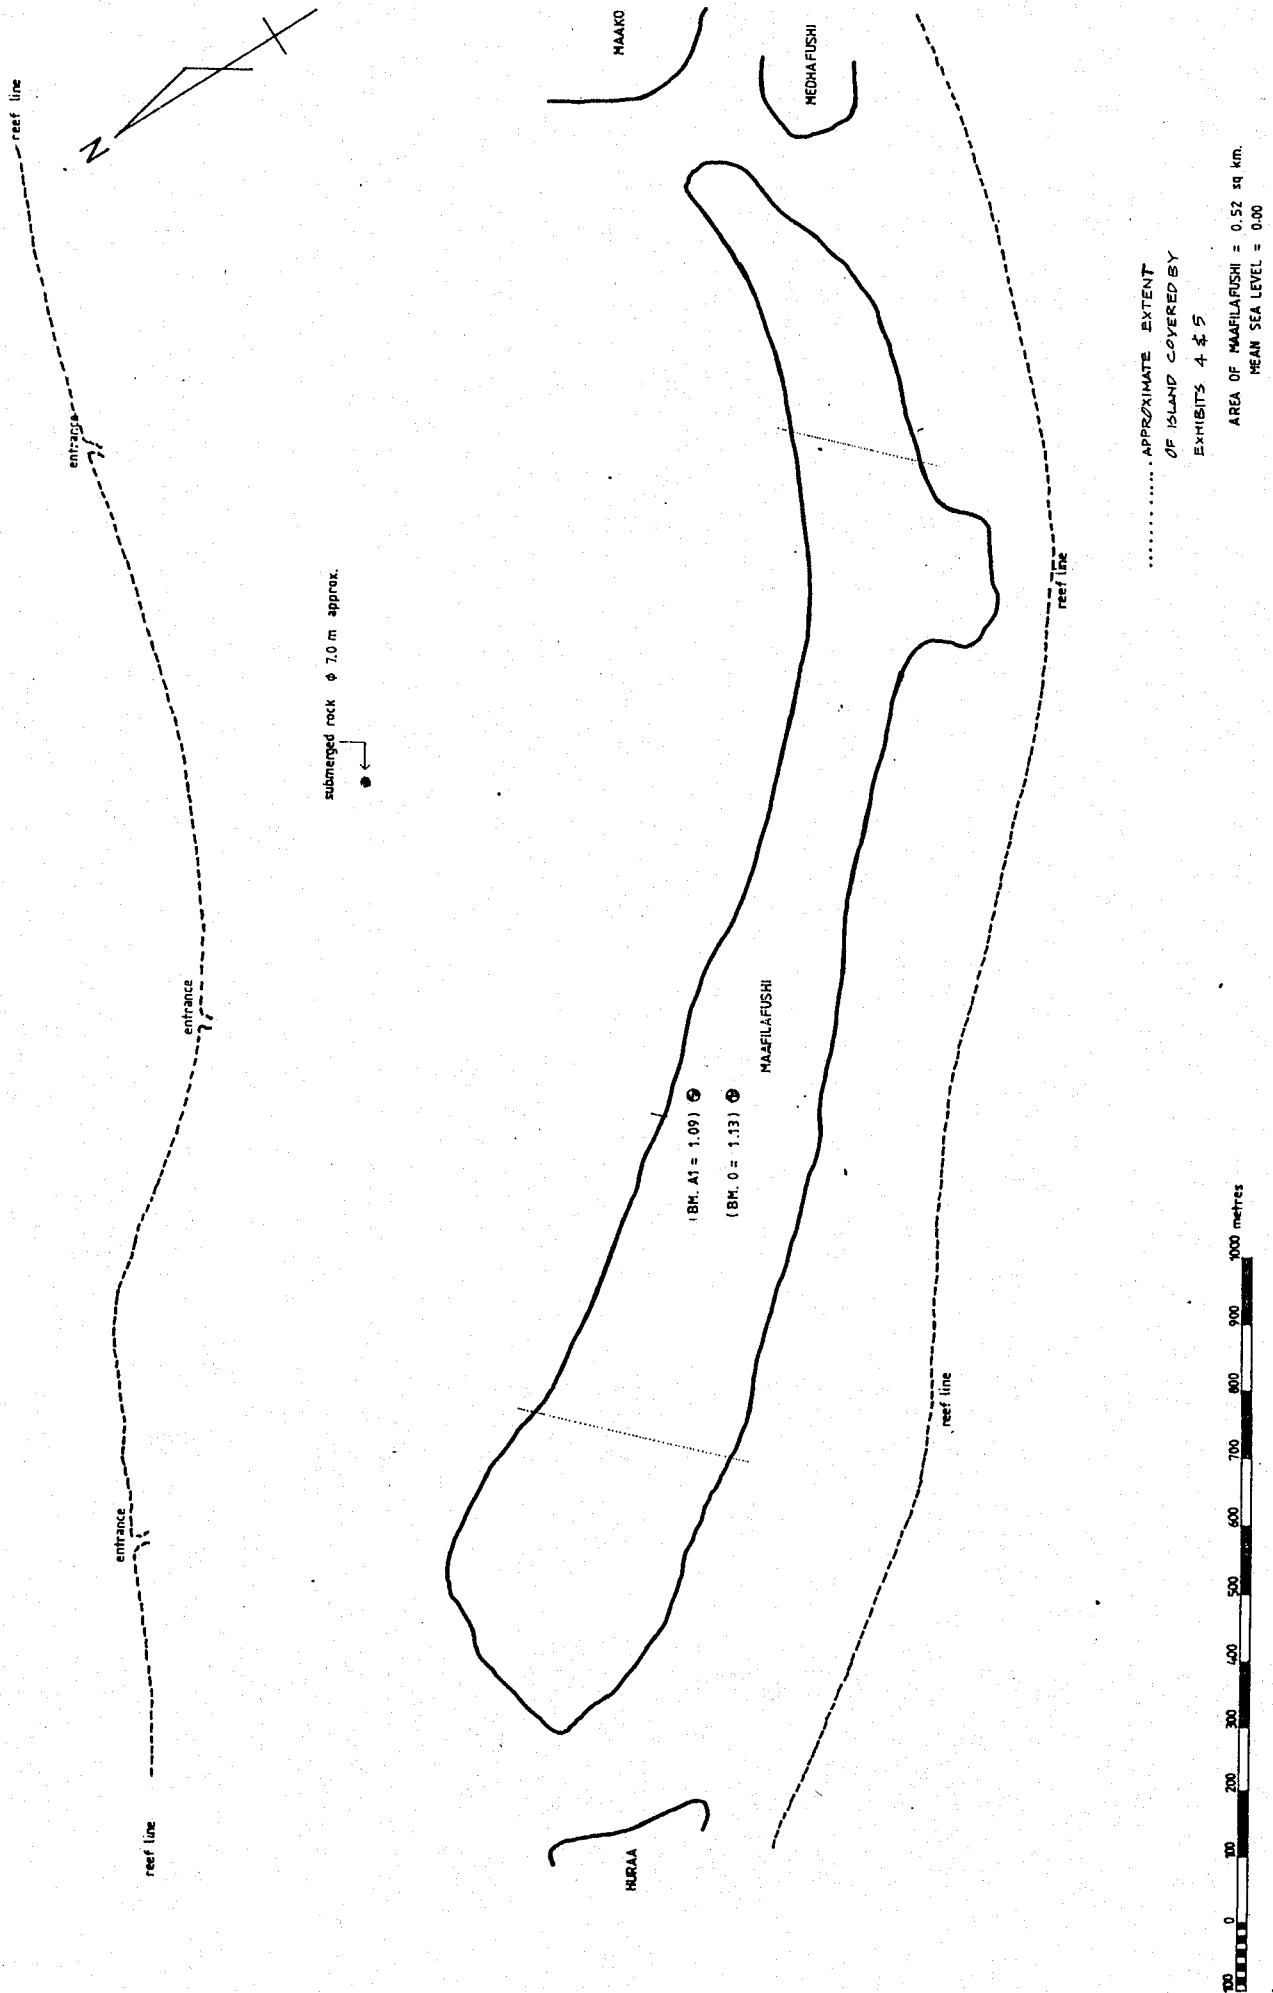 reef line
N
entrance
submerged rock ϕ 7.0 m approx.
entrance
entrance
reef line
MAAKO
MEDHAFUSHI
MAAFILAFUSHI
(BM. A1 = 1.09)
(BM. 0 = 1.13)
HURAA
reef line
reef line
............ APPROXIMATE EXTENT
OF ISLAND COVERED BY
EXHIBITS 4 & 5
AREA OF MAAFILAFUSHI = 0.52 sq km.
MEAN SEA LEVEL = 0.00
100 0 100 200 300 400 500 600 700 800 900 1000 metres